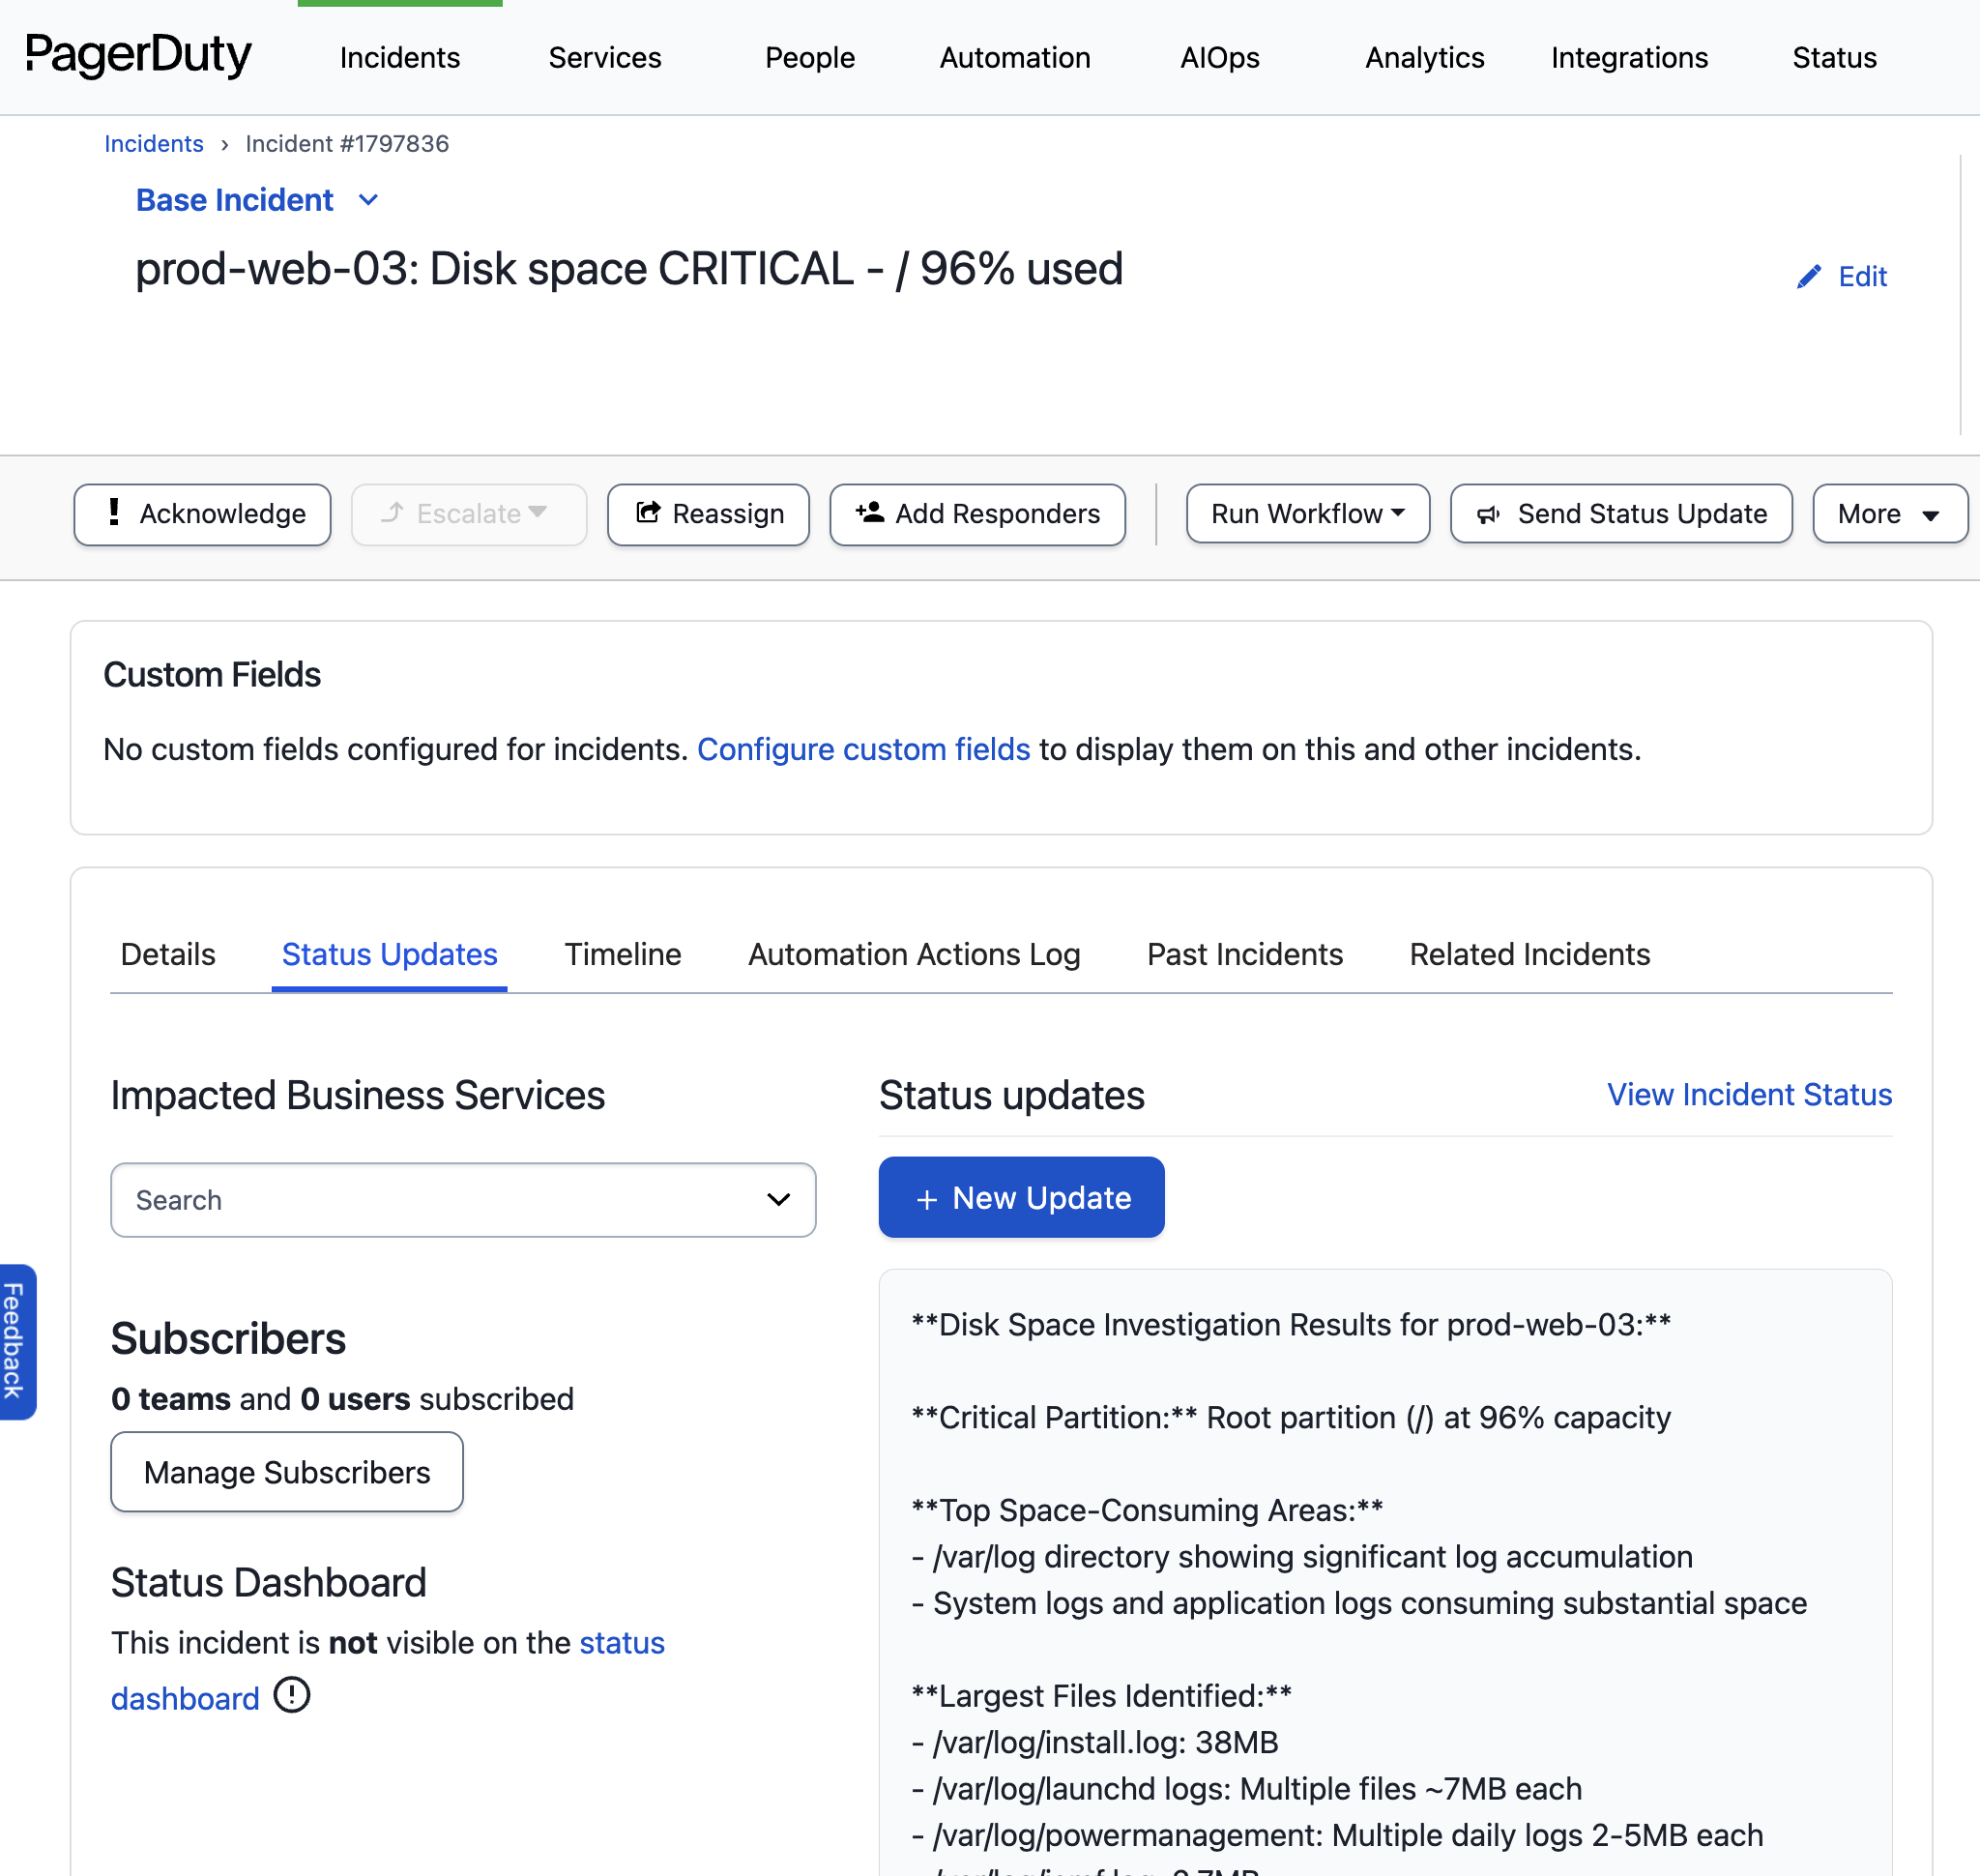 PagerDuty
Incidents
Services
People
Automation
AIOps
Analytics
Integrations
Status
Incidents › Incident #1797836
Base Incident
prod-web-03: Disk space CRITICAL - / 96% used
Edit
Acknowledge
Escalate
Reassign
Add Responders
Run Workflow
Send Status Update
More
Custom Fields
No custom fields configured for incidents. Configure custom fields to display them on this and other incidents.
Details
Status Updates
Timeline
Automation Actions Log
Past Incidents
Related Incidents
Impacted Business Services
Search
Subscribers
0 teams and 0 users subscribed
Manage Subscribers
Status Dashboard
This incident is not visible on the status
dashboard
Feedback
Status updates
View Incident Status
+ New Update
**Disk Space Investigation Results for prod-web-03:**
**Critical Partition:** Root partition (/) at 96% capacity
**Top Space-Consuming Areas:**
- /var/log directory showing significant log accumulation
- System logs and application logs consuming substantial space
**Largest Files Identified:**
- /var/log/install.log: 38MB
- /var/log/launchd logs: Multiple files ~7MB each
- /var/log/powermanagement: Multiple daily logs 2-5MB each